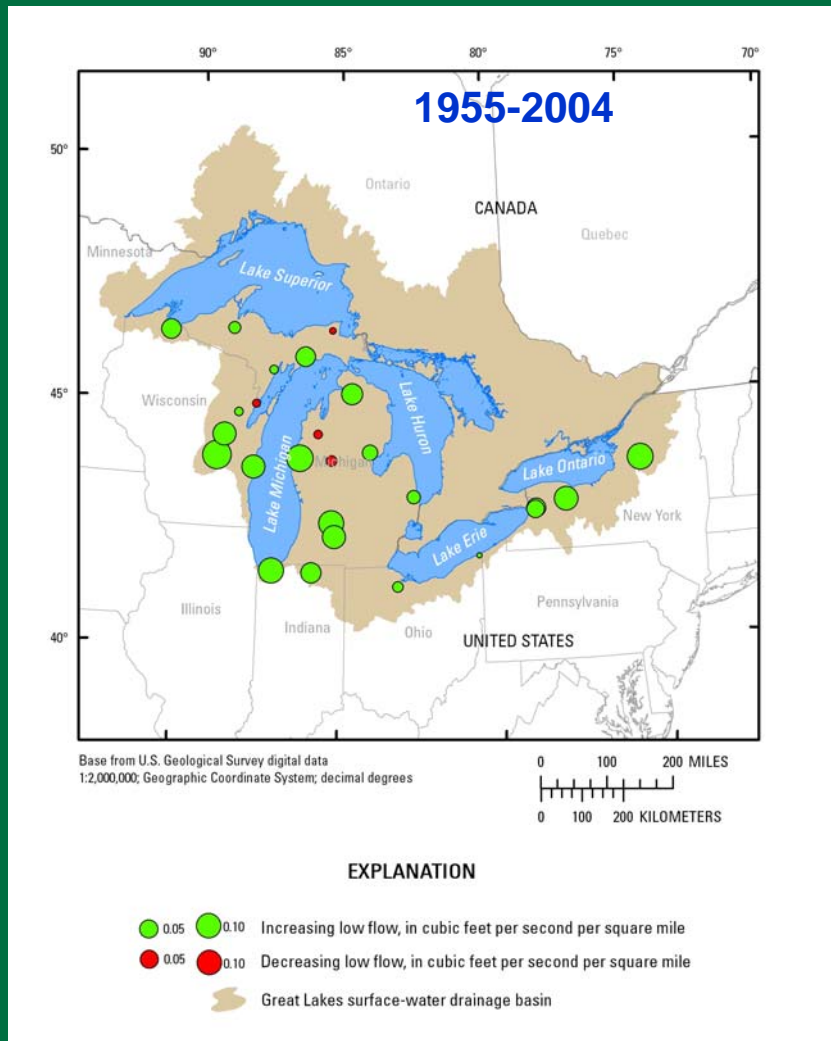 90° 85° 80° 75° 70°
1955-2004
50°
Ontario
CANADA
Quebec
Minnesota
Lake Superior
45°
Wisconsin
Lake Huron
Lake Michigan
Michigan
Lake Ontario
New York
Lake Erie
Illinois
Indiana
Ohio
Pennsylvania
40°
UNITED STATES
Base from U.S. Geological Survey digital data
1:2,000,000; Geographic Coordinate System; decimal degrees
0 100 200 MILES
0 100 200 KILOMETERS
EXPLANATION
0.05 0.10 Increasing low flow, in cubic feet per second per square mile
0.05 0.10 Decreasing low flow, in cubic feet per second per square mile
Great Lakes surface-water drainage basin